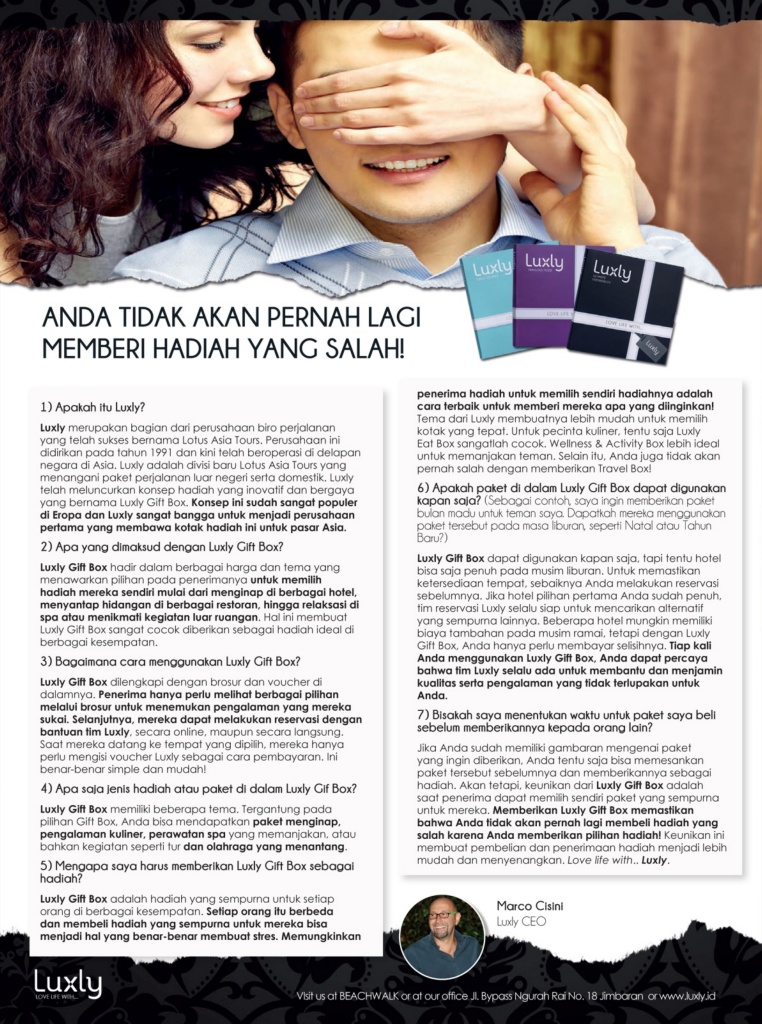 Luxly
Luxly
Luxly
LOVE LIFE WITH...
Luxly
ANDA TIDAK AKAN PERNAH LAGI
MEMBERI HADIAH YANG SALAH!
1) Apakah itu Luxly?
Luxly merupakan bagian dari perusahaan biro perjalanan
yang telah sukses bernama Lotus Asia Tours. Perusahaan ini
didirikan pada tahun 1991 dan kini telah beroperasi di delapan
negara di Asia. Luxly adalah divisi baru Lotus Asia Tours yang
menangani paket perjalanan luar negeri serta domestik. Luxly
telah meluncurkan konsep hadiah yang inovatif dan bergaya
yang bernama Luxly Gift Box. Konsep ini sudah sangat populer
di Eropa dan Luxly sangat bangga untuk menjadi perusahaan
pertama yang membawa kotak hadiah ini untuk pasar Asia.
2) Apa yang dimaksud dengan Luxly Gift Box?
Luxly Gift Box hadir dalam berbagai harga dan tema yang
menawarkan pilihan pada penerimanya untuk memilih
hadiah mereka sendiri mulai dari menginap di berbagai hotel,
menyantap hidangan di berbagai restoran, hingga relaksasi di
spa atau menikmati kegiatan luar ruangan. Hal ini membuat
Luxly Gift Box sangat cocok diberikan sebagai hadiah ideal di
berbagai kesempatan.
3) Bagaimana cara menggunakan Luxly Gift Box?
Luxly Gift Box dilengkapi dengan brosur dan voucher di
dalamnya. Penerima hanya perlu melihat berbagai pilihan
melalui brosur untuk menemukan pengalaman yang mereka
sukai. Selanjutnya, mereka dapat melakukan reservasi dengan
bantuan tim Luxly, secara online, maupun secara langsung.
Saat mereka datang ke tempat yang dipilih, mereka hanya
perlu mengisi voucher Luxly sebagai cara pembayaran. Ini
benar-benar simple dan mudah!
4) Apa saja jenis hadiah atau paket di dalam Luxly Gif Box?
Luxly Gift Box memiliki beberapa tema. Tergantung pada
pilihan Gift Box, Anda bisa mendapatkan paket menginap,
pengalaman kuliner, perawatan spa yang memanjakan, atau
bahkan kegiatan seperti tur dan olahraga yang menantang.
5) Mengapa saya harus memberikan Luxly Gift Box sebagai
hadiah?
Luxly Gift Box adalah hadiah yang sempurna untuk setiap
orang di berbagai kesempatan. Setiap orang itu berbeda
dan membeli hadiah yang sempurna untuk mereka bisa
menjadi hal yang benar-benar membuat stres. Memungkinkan
penerima hadiah untuk memilih sendiri hadiahnya adalah
cara terbaik untuk memberi mereka apa yang diinginkan!
Tema dari Luxly membuatnya lebih mudah untuk memilih
kotak yang tepat. Untuk pecinta kuliner, tentu saja Luxly
Eat Box sangatlah cocok. Wellness & Activity Box lebih ideal
untuk memanjakan teman. Selain itu, Anda juga tidak akan
pernah salah dengan memberikan Travel Box!
6) Apakah paket di dalam Luxly Gift Box dapat digunakan
kapan saja? (Sebagai contoh, saya ingin memberikan paket
bulan madu untuk teman saya. Dapatkah mereka menggunakan
paket tersebut pada masa liburan, seperti Natal atau Tahun
Baru?)
Luxly Gift Box dapat digunakan kapan saja, tapi tentu hotel
bisa saja penuh pada musim liburan. Untuk memastikan
ketersediaan tempat, sebaiknya Anda melakukan reservasi
sebelumnya. Jika hotel pilihan pertama Anda sudah penuh,
tim reservasi Luxly selalu siap untuk mencarikan alternatif
yang sempurna lainnya. Beberapa hotel mungkin memiliki
biaya tambahan pada musim ramai, tetapi dengan Luxly
Gift Box, Anda hanya perlu membayar selisihnya. Tiap kali
Anda menggunakan Luxly Gift Box, Anda dapat percaya
bahwa tim Luxly selalu ada untuk membantu dan menjamin
kualitas serta pengalaman yang tidak terlupakan untuk
Anda.
7) Bisakah saya menentukan waktu untuk paket saya beli
sebelum memberikannya kepada orang lain?
Jika Anda sudah memiliki gambaran mengenai paket
yang ingin diberikan, Anda tentu saja bisa memesankan
paket tersebut sebelumnya dan memberikannya sebagai
hadiah. Akan tetapi, keunikan dari Luxly Gift Box adalah
saat penerima dapat memilih sendiri paket yang sempurna
untuk mereka. Memberikan Luxly Gift Box memastikan
bahwa Anda tidak akan pernah lagi membeli hadiah yang
salah karena Anda memberikan pilihan hadiah! Keunikan ini
membuat pembelian dan penerimaan hadiah menjadi lebih
mudah dan menyenangkan. Love life with.. Luxly.
Marco Cisini
Luxly CEO
Luxly
LOVE LIFE WITH...
VIsit us at BEACHWALK or at our office Jl. Bypass Ngurah Rai No. 18 Jimbaran or www.luxly.id